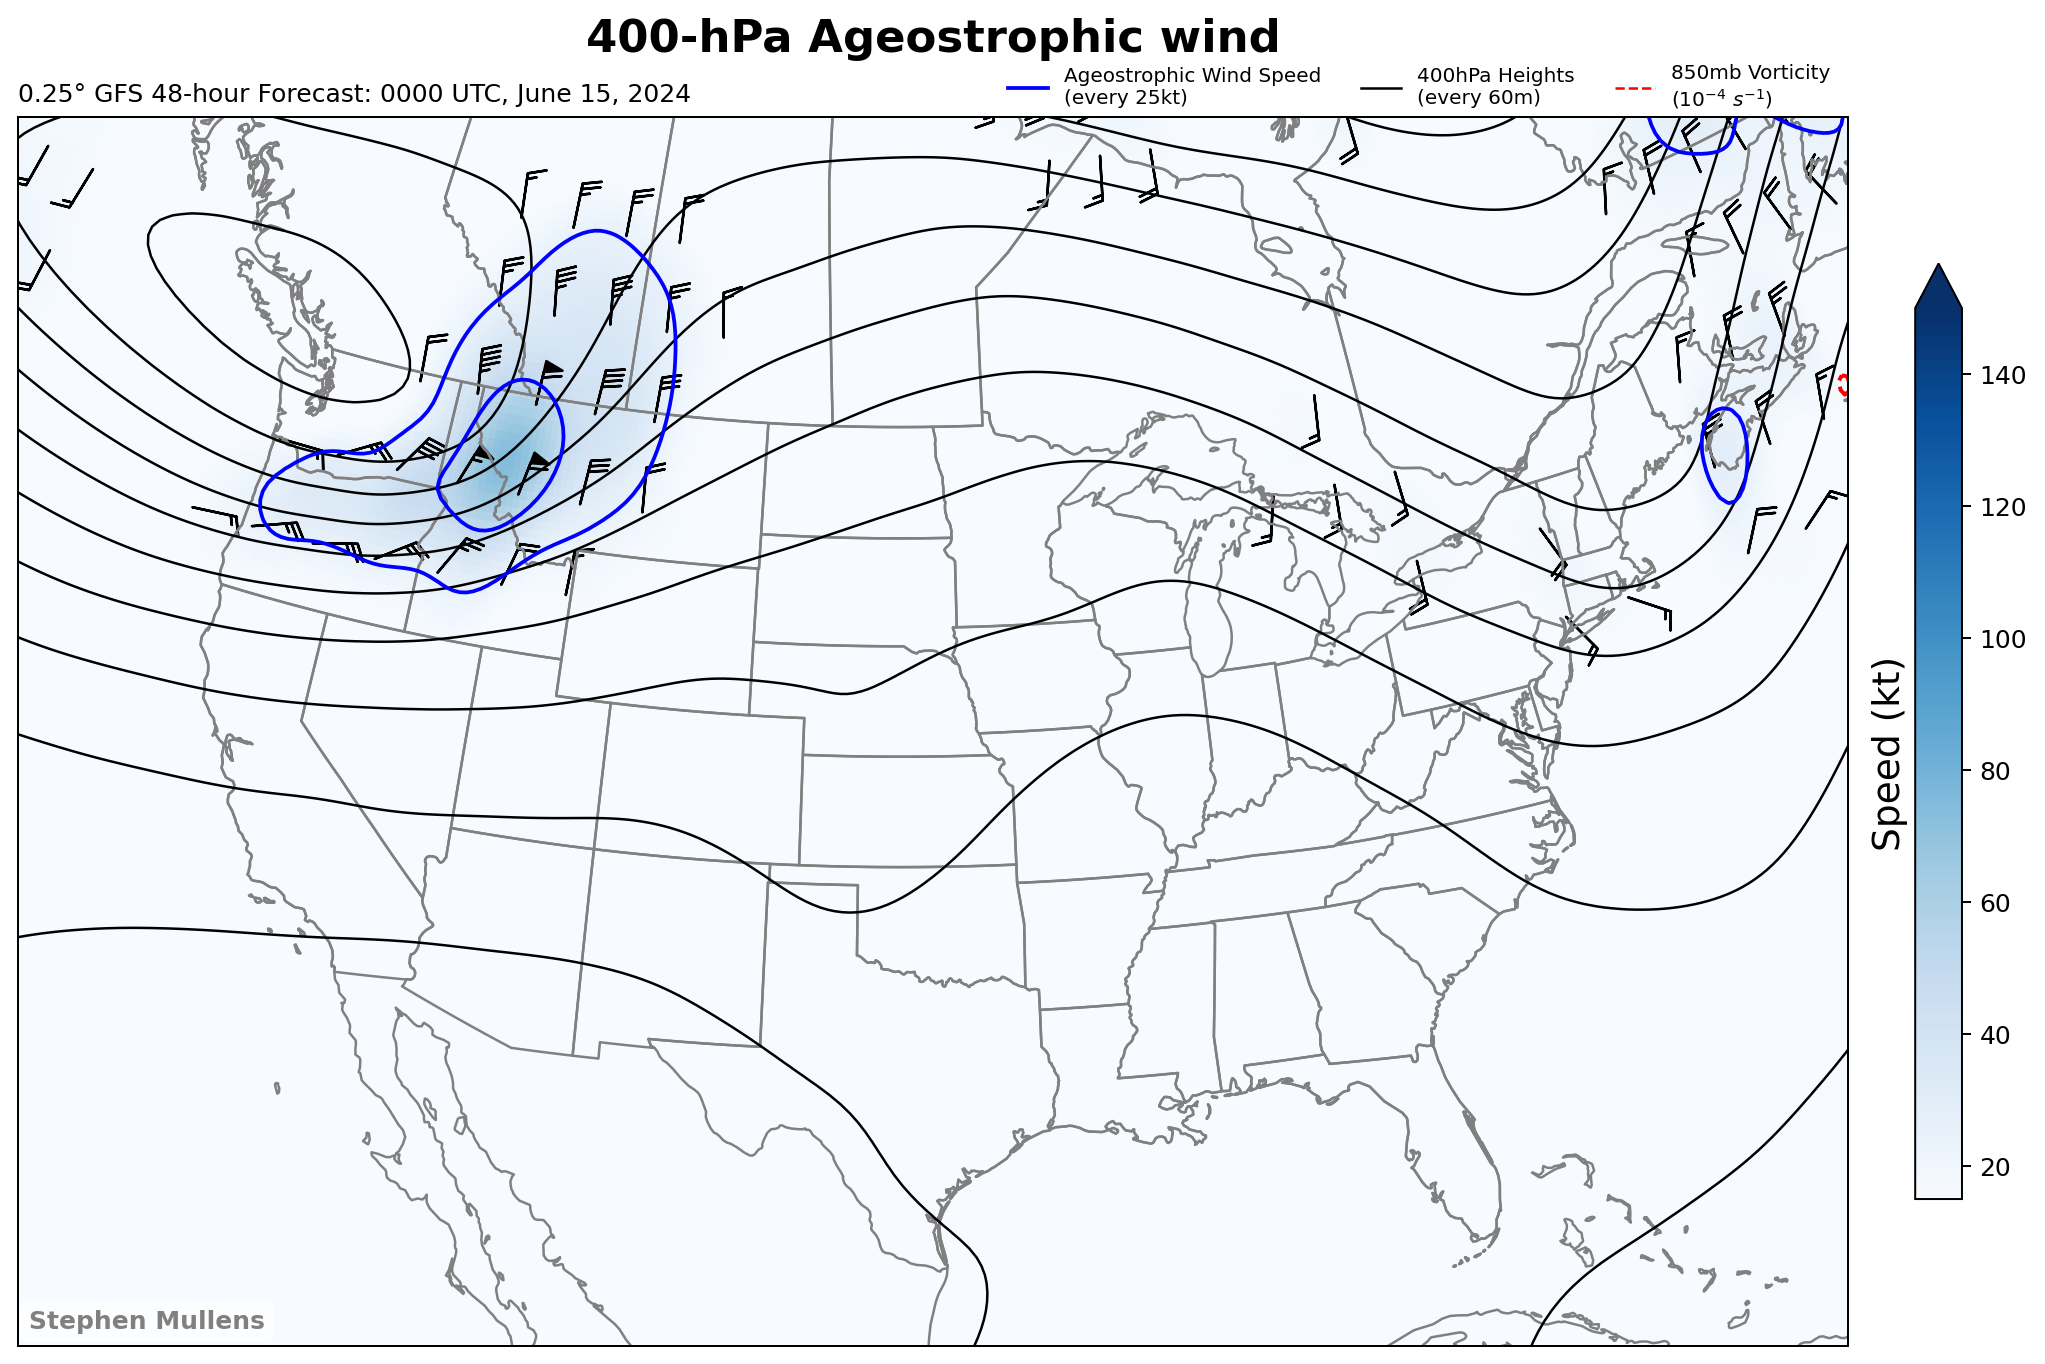 400-hPa Ageostrophic wind
0.25° GFS 48-hour Forecast: 0000 UTC, June 15, 2024
Ageostrophic Wind Speed
(every 25kt)
400hPa Heights
(every 60m)
850mb Vorticity
(10⁻⁴ s⁻¹)
140
120
100
80
60
40
20
Speed (kt)
Stephen Mullens